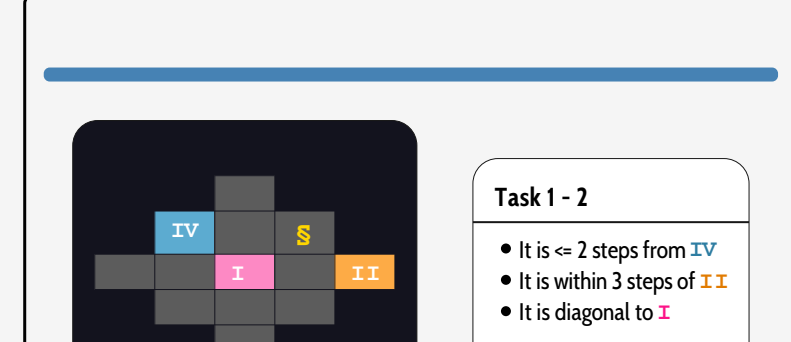 IV §
I II
Task 1 - 2
It is <= 2 steps from IV
It is within 3 steps of II
It is diagonal to I